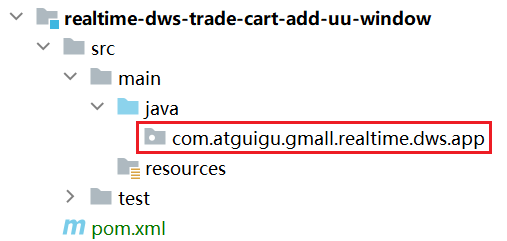 realtime-dws-trade-cart-add-uu-window
src
main
java
com.atguigu.gmall.realtime.dws.app
resources
test
pom.xml